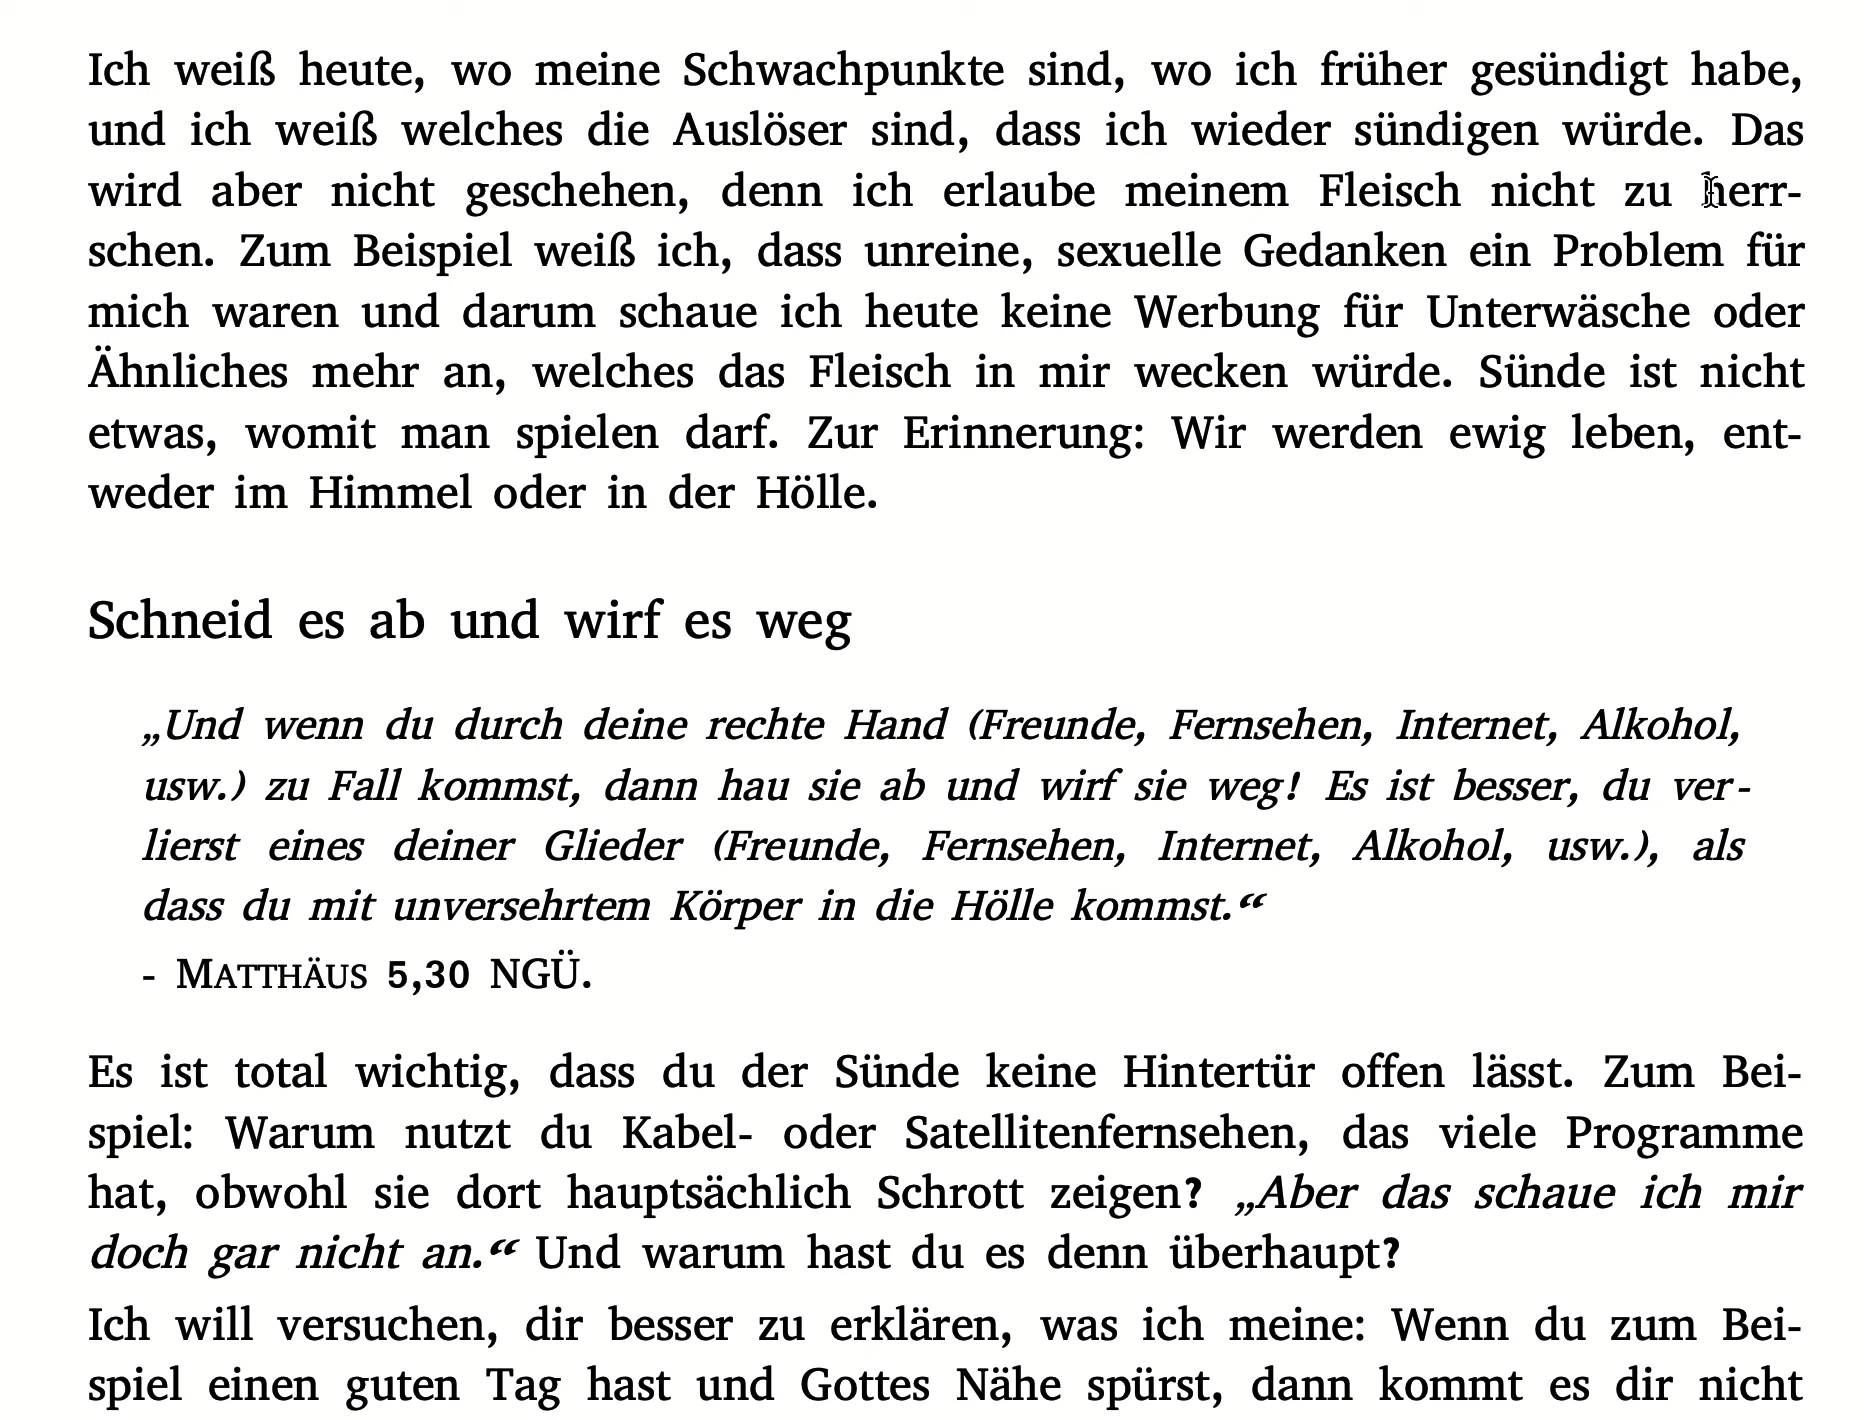 Ich weiß heute, wo meine Schwachpunkte sind, wo ich früher gesündigt habe,
und ich weiß welches die Auslöser sind, dass ich wieder sündigen würde. Das
wird aber nicht geschehen, denn ich erlaube meinem Fleisch nicht zu herr-
schen. Zum Beispiel weiß ich, dass unreine, sexuelle Gedanken ein Problem für
mich waren und darum schaue ich heute keine Werbung für Unterwäsche oder
Ähnliches mehr an, welches das Fleisch in mir wecken würde. Sünde ist nicht
etwas, womit man spielen darf. Zur Erinnerung: Wir werden ewig leben, ent-
weder im Himmel oder in der Hölle.
Schneid es ab und wirf es weg
„Und wenn du durch deine rechte Hand (Freunde, Fernsehen, Internet, Alkohol,
usw.) zu Fall kommst, dann hau sie ab und wirf sie weg! Es ist besser, du ver-
lierst eines deiner Glieder (Freunde, Fernsehen, Internet, Alkohol, usw.), als
dass du mit unversehrtem Körper in die Hölle kommst.“
- MATTHÄUS 5,30 NGÜ.
Es ist total wichtig, dass du der Sünde keine Hintertür offen lässt. Zum Bei-
spiel: Warum nutzt du Kabel- oder Satellitenfernsehen, das viele Programme
hat, obwohl sie dort hauptsächlich Schrott zeigen? „Aber das schaue ich mir
doch gar nicht an.“ Und warum hast du es denn überhaupt?
Ich will versuchen, dir besser zu erklären, was ich meine: Wenn du zum Bei-
spiel einen guten Tag hast und Gottes Nähe spürst, dann kommt es dir nicht